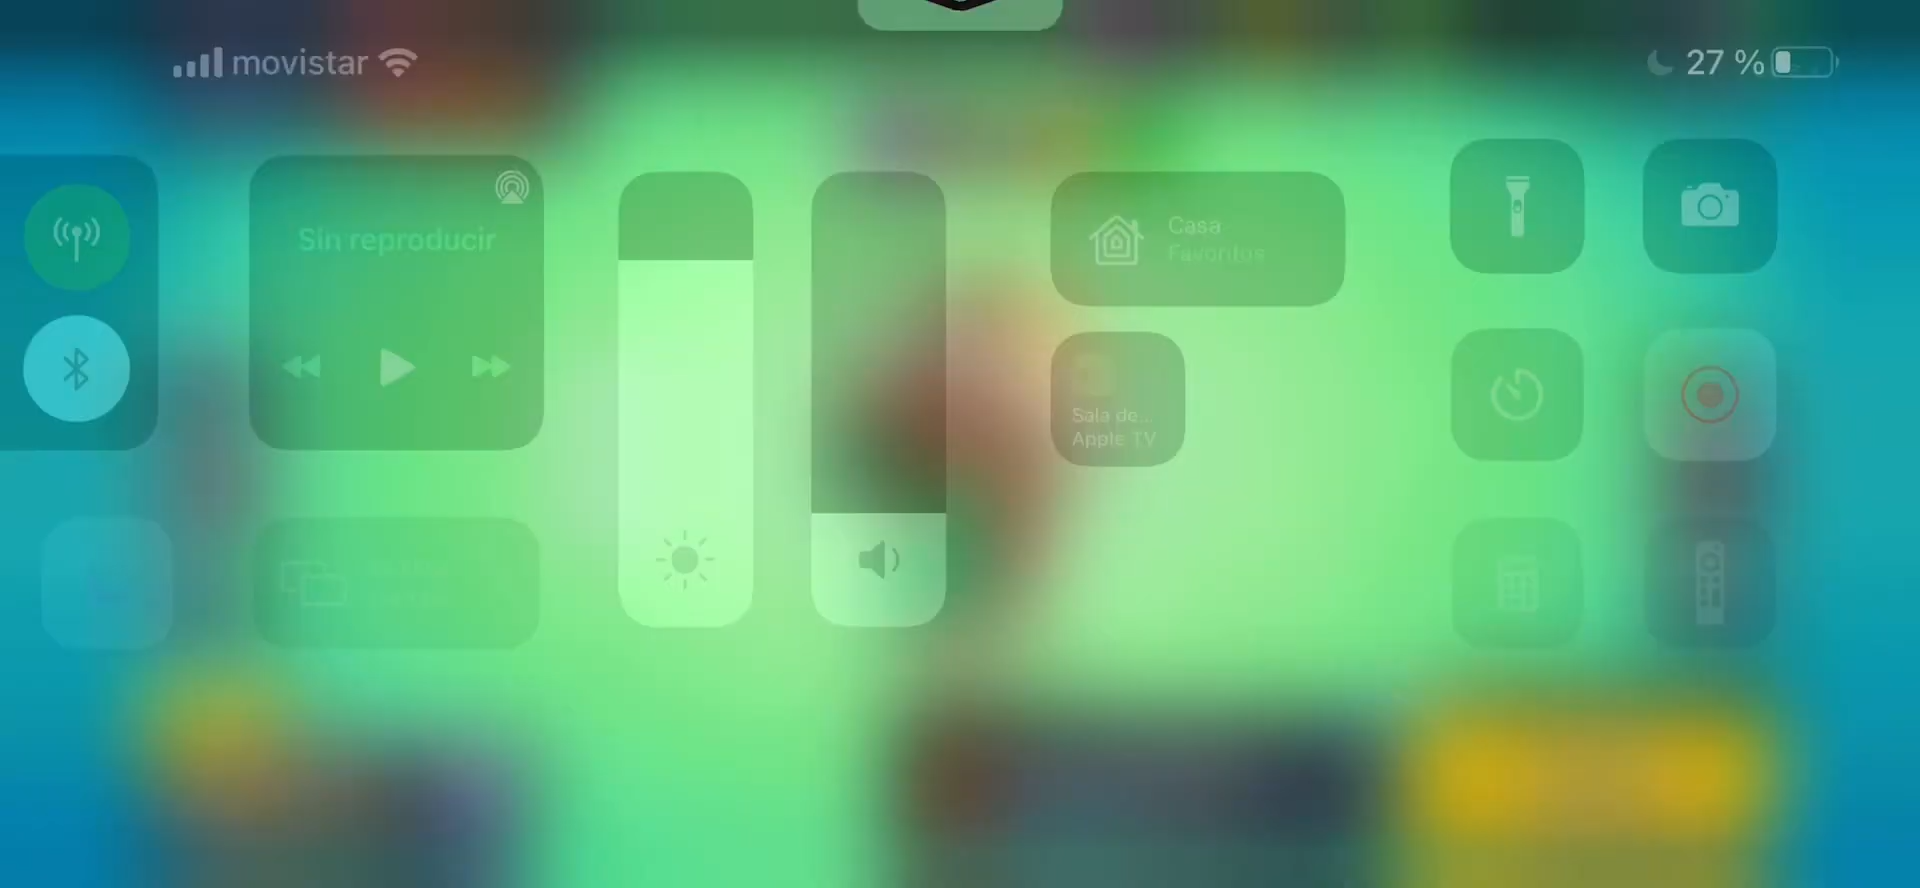 movistar
27 %
Sin reproducir
Casa
Favoritos
Sala de...
Apple TV